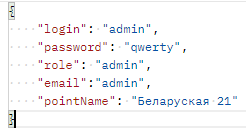 {
"login": "admin",
"password": "qwerty",
"role": "admin",
"email":"admin",
"pointName": "Беларуская 21"
}